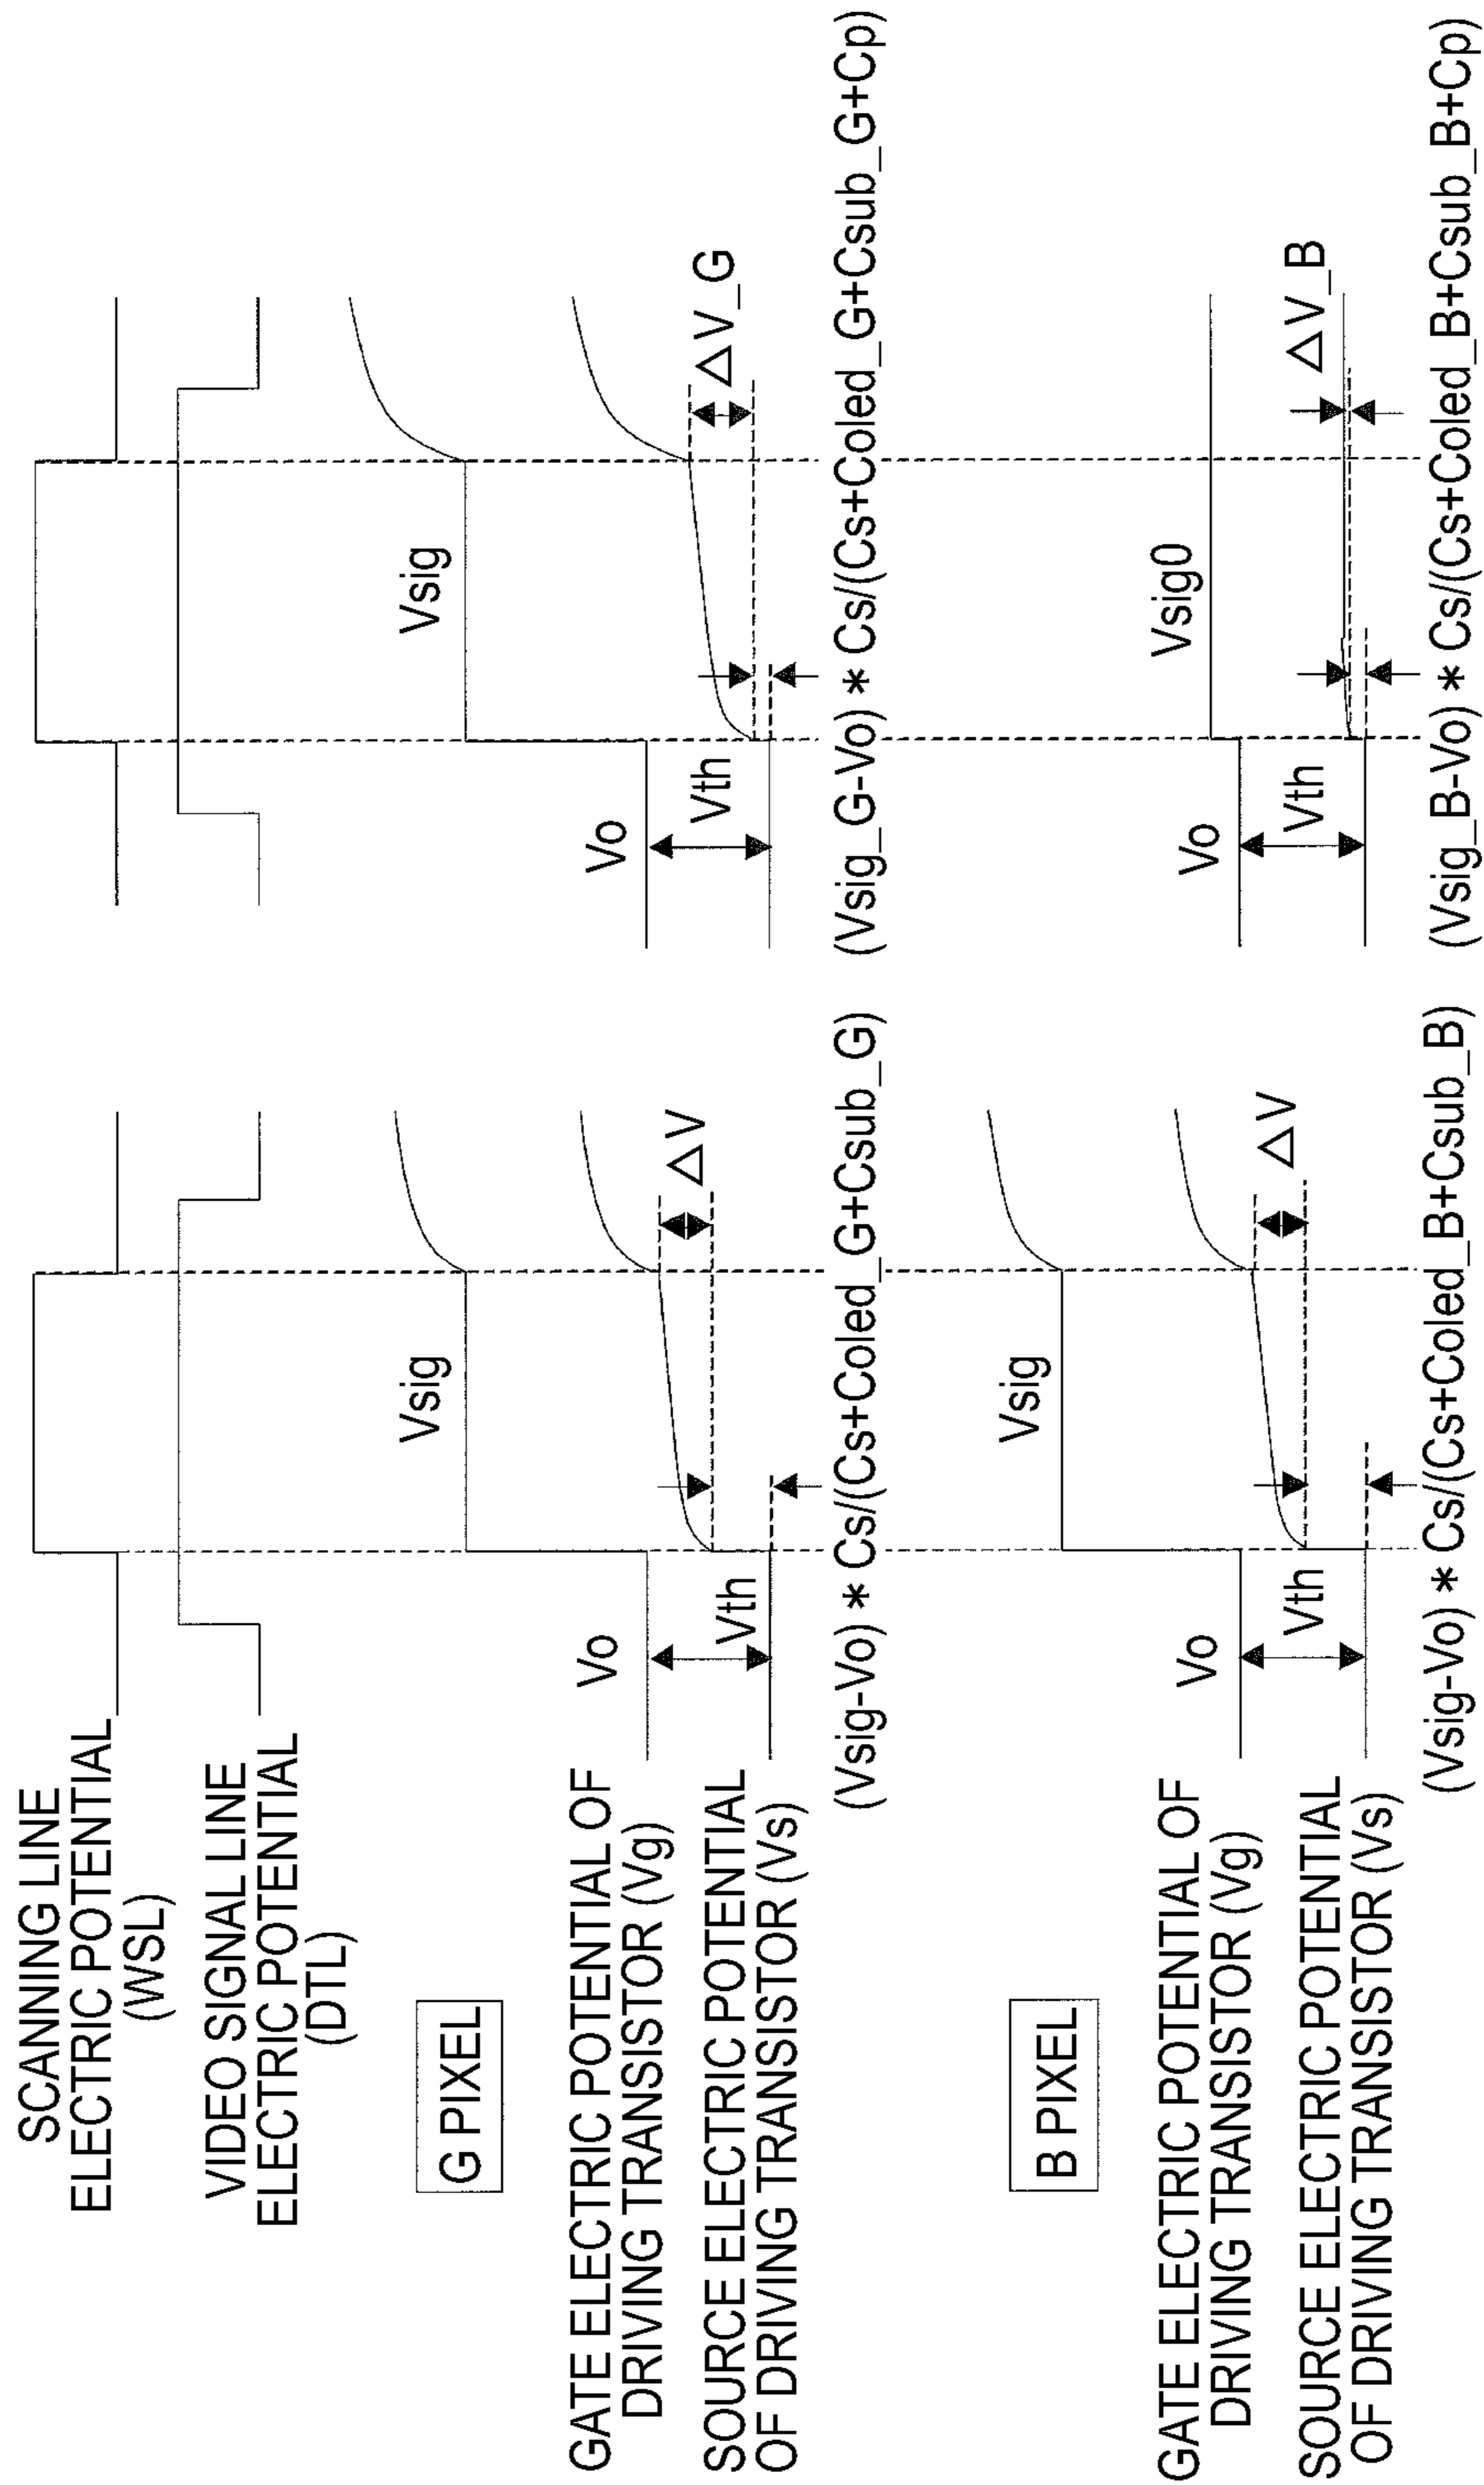 SCANNING LINE
ELECTRIC POTENTIAL
(WSL)
VIDEO SIGNAL LINE
ELECTRIC POTENTIAL
(DTL)
G PIXEL
GATE ELECTRIC POTENTIAL OF
DRIVING TRANSISTOR (Vg)
SOURCE ELECTRIC POTENTIAL
OF DRIVING TRANSISTOR (Vs)
Vo
Vth
Vsig
△V
(Vsig-Vo) * Cs/(Cs+Coled_G+Csub_G)
Vo
Vth
Vsig
△V_G
(Vsig_G-Vo) * Cs/(Cs+Coled_G+Csub_G+Cp)
B PIXEL
GATE ELECTRIC POTENTIAL OF
DRIVING TRANSISTOR (Vg)
SOURCE ELECTRIC POTENTIAL
OF DRIVING TRANSISTOR (Vs)
Vo
Vth
Vsig
△V
(Vsig-Vo) * Cs/(Cs+Coled_B+Csub_B)
Vo
Vth
Vsig0
△V_B
(Vsig_B-Vo) * Cs/(Cs+Coled_B+Csub_B+Cp)